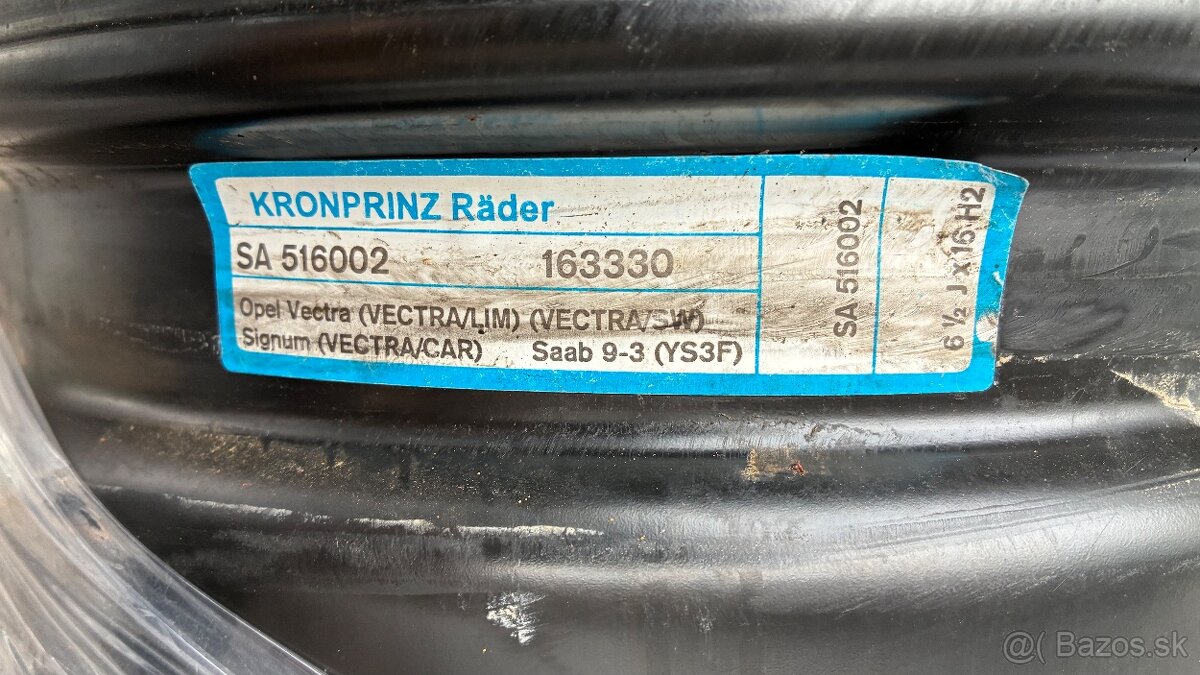 KRONPRINZ Räder
SA 516002 163330
Opel Vectra (VECTRA/LIM) (VECTRA/SW)
Signum (VECTRA/CAR) Saab 9-3 (YS3F)
SA 516002
6 ½ J x 16 H2
@( Bazos.sk